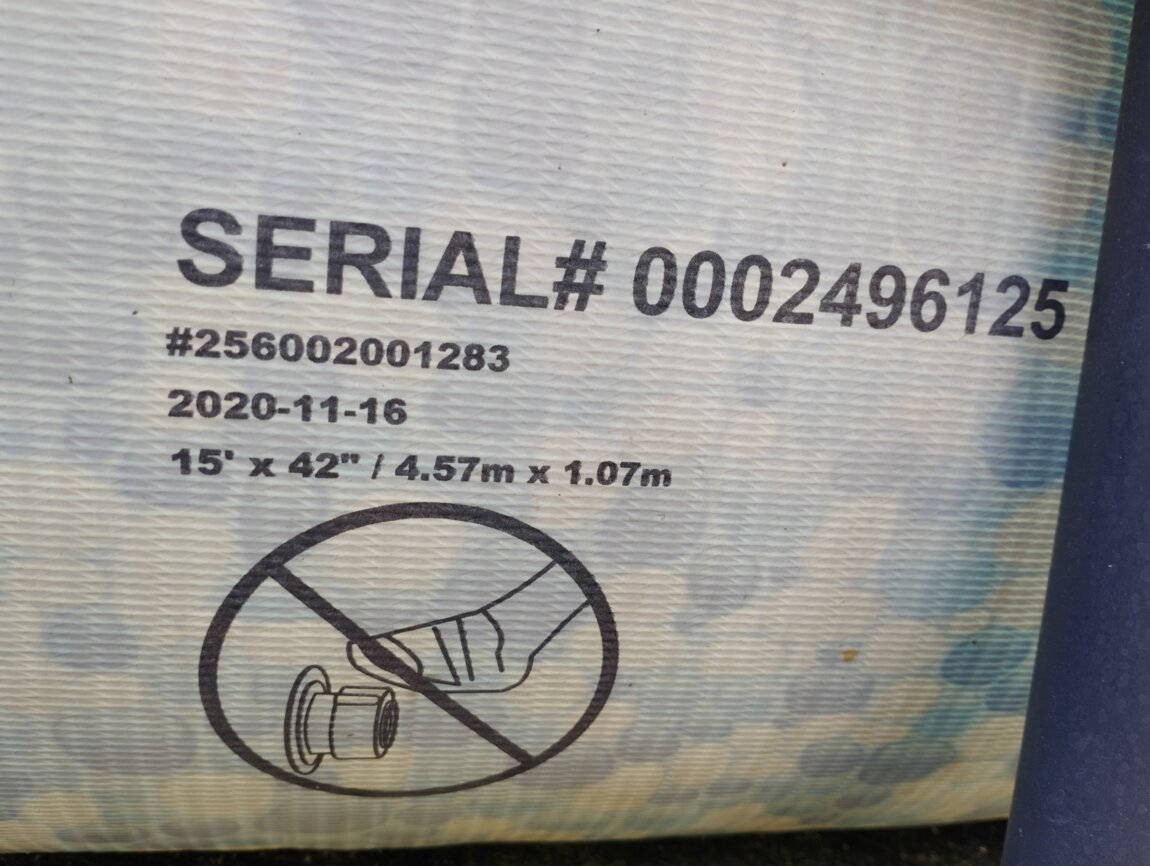 SERIAL# 0002496125
#256002001283
2020-11-16
15' x 42" / 4.57m x 1.07m